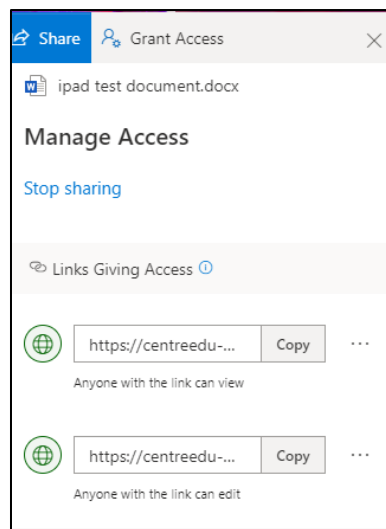 Share Grant Access
ipad test document.docx
Manage Access
Stop sharing
Links Giving Access
https://centreedu-... Copy ...
Anyone with the link can view
https://centreedu-... Copy ...
Anyone with the link can edit